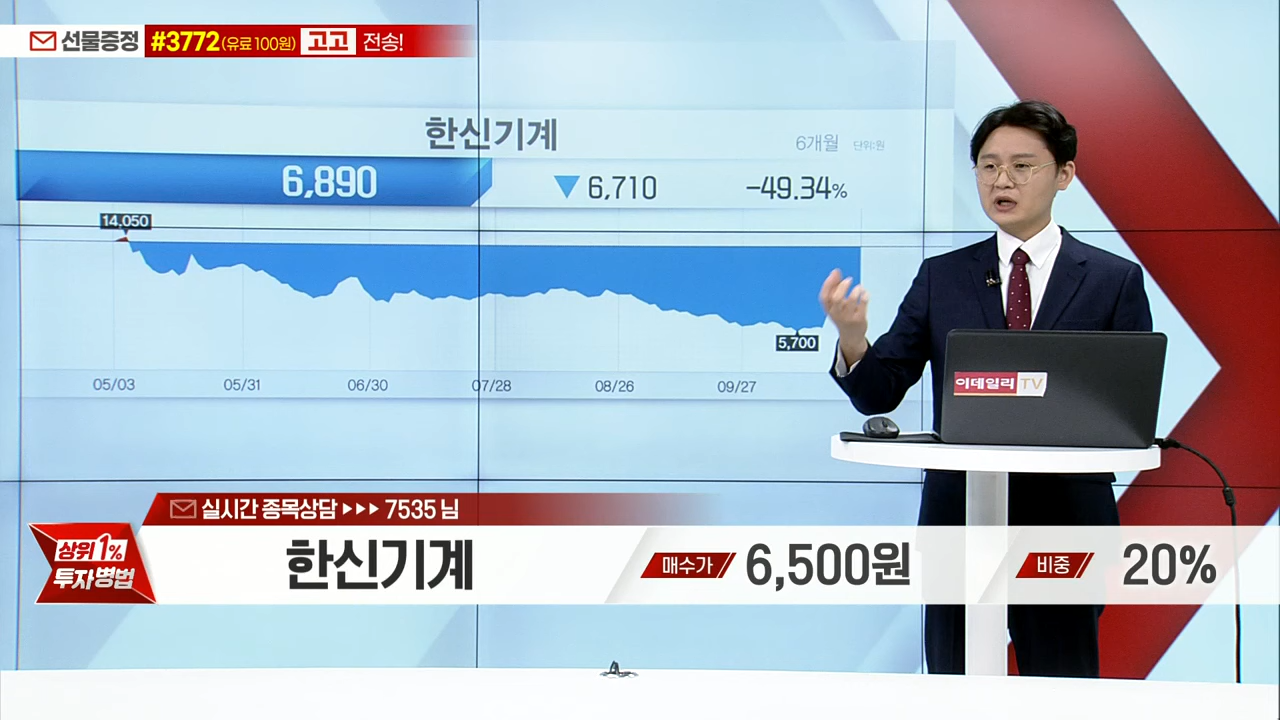 선물증정 #3772(유료 100원) 고고 전송!
한신기계
6개월 단위:원
6,890 ▼6,710 -49.34%
14,050
5,700
05/03 05/31 06/30 07/28 08/26 09/27
이데일리 TV
실시간 종목상담 ▶▶▶ 7535 님
상위 1% 투자병법
한신기계 매수가 6,500원 비중 20%